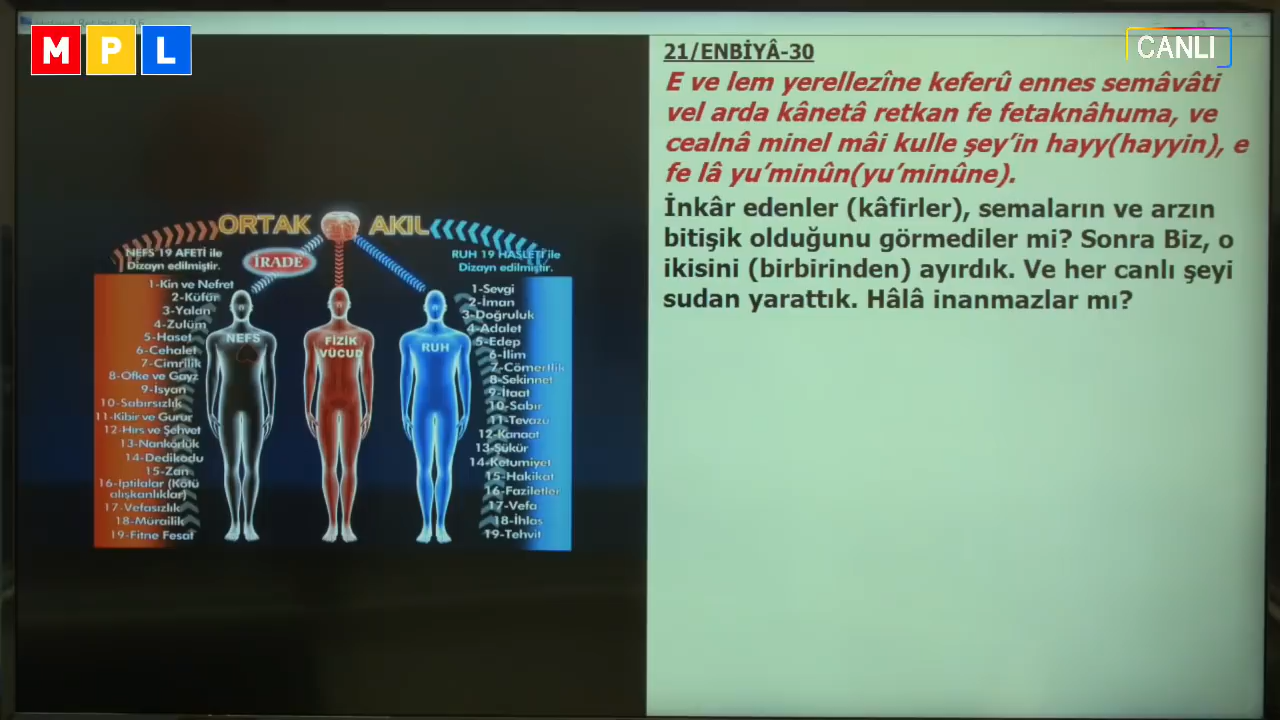 MPL
CANLI
ORTAK AKIL
İRADE
NEFS 19 AFETİ ile
Dizayn edilmiştir.
1-Kin ve Nefret
2-Küfür
3-Yalan
4-Zulüm
5-Haset
6-Cehalet
7-Cimrilik
8-Öfke ve Gayz
9-İsyan
10-Sabırsızlık
11-Kibir ve Gurur
12-Hırs ve Şehvet
13-Nankörlük
14-Dedikodu
15-Zan
16-İptilalar (Kötü
alışkanlıklar)
17-Vefasızlık
18-Mürailik
19-Fitne Fesat
NEFS
FİZİK
VÜCUD
RUH
RUH 19 HASLETİ ile
Dizayn edilmiştir.
1-Sevgi
2-İman
3-Doğruluk
4-Adalet
5-Edep
6-İlim
7-Cömertlik
8-Sekinnet
9-İtaat
10-Sabır
11-Tevazu
12-Kanaat
13-Şükür
14-Ketumiyet
15-Hakikat
16-Faziletler
17-Vefa
18-İhlas
19-Tehvit
21/ENBİYÂ-30
E ve lem yerellezîne keferû ennes semâvâti
vel arda kânetâ retkan fe fetaknâhuma, ve
cealnâ minel mâi kulle şey’in hayy(hayyin), e
fe lâ yu’minûn(yu’minûne).
İnkâr edenler (kâfirler), semaların ve arzın
bitişik olduğunu görmediler mi? Sonra Biz, o
ikisini (birbirinden) ayırdık. Ve her canlı şeyi
sudan yarattık. Hâlâ inanmazlar mı?